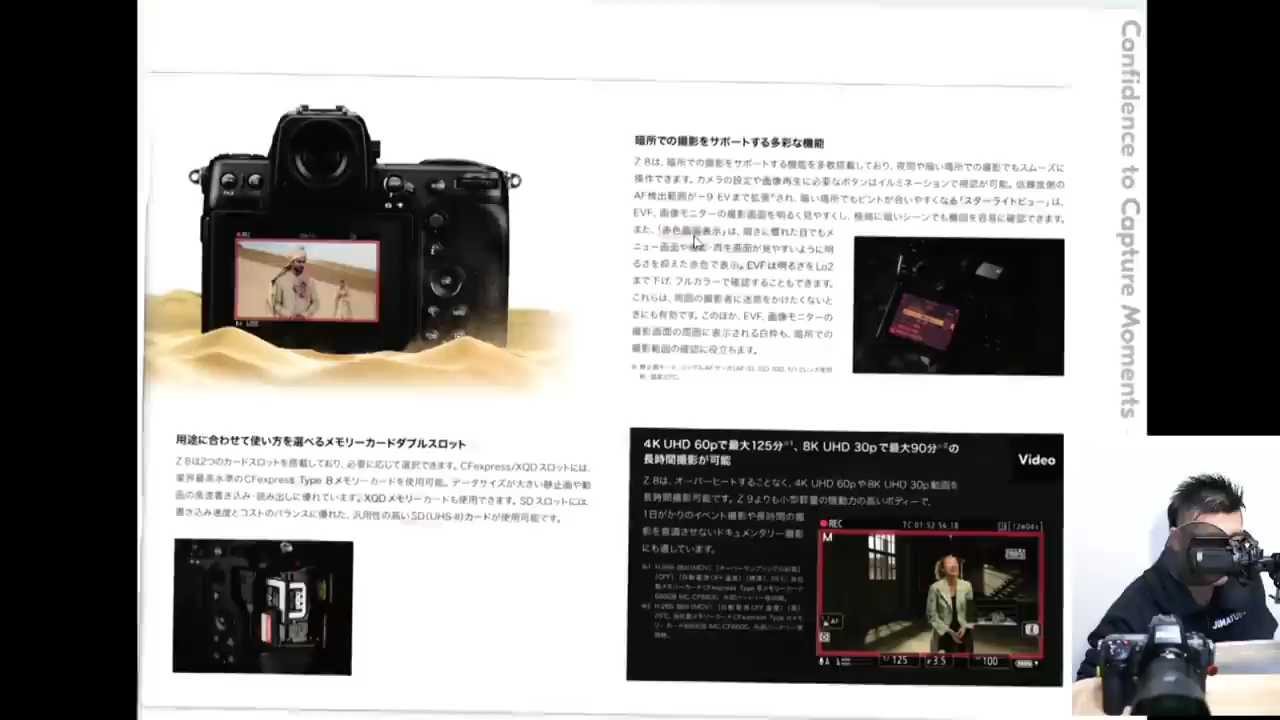 Confidence to Capture Moments
暗所での撮影をサポートする多彩な機能
Z 8は、暗所での撮影をサポートする機能を多数搭載しており、夜間や暗い場所での撮影でもスムーズに
操作できます。カメラの設定や画像再生に必要なボタンはイルミネーションで視認が可能。低輝度側の
AF検出範囲が−9 EVまで拡張※され、暗い場所でもピントが合いやすくなる「スターライトビュー」は、
EVF、画像モニターの撮影画面を明るく見やすくし、極端に暗いシーンでも構図を容易に確認できます。
また、「赤色画面表示」は、暗さに慣れた目でもメ
ニュー画面や撮影・再生画面が見やすいように明
るさを抑えた赤色で表示。EVFは明るさをLo2
まで下げ、フルカラーで確認することもできます。
これらは、周囲の撮影者に迷惑をかけたくないと
きにも有効です。このほか、EVF、画像モニターの
撮影画面の周囲に表示される白枠も、暗所での
撮影範囲の確認に役立ちます。
用途に合わせて使い方を選べるメモリーカードダブルスロット
Z 8は2つのカードスロットを搭載しており、必要に応じて選択できます。CFexpress/XQDスロットには、
業界最高水準のCFexpress Type Bメモリーカードを使用可能。データサイズが大きい静止画や動
画の高速書き込み・読み出しに優れています。XQDメモリーカードも使用できます。SDスロットには
書き込み速度とコストのバランスに優れた、汎用性の高いSD(UHS-II)カードが使用可能です。
4K UHD 60pで最大125分※1、8K UHD 30pで最大90分※2の
長時間撮影が可能
Video
Z 8は、オーバーヒートすることなく、4K UHD 60pや8K UHD 30p動画を
長時間撮影可能です。Z 9よりも小型軽量の機動力の高いボディーで、
1日がかりのイベント撮影や長時間の撮
影を意識させないドキュメンタリー撮影
にも適しています。
REC
TC 01:52 54.18
12m04s
M
AF
125
F3.5
100
JIMATU